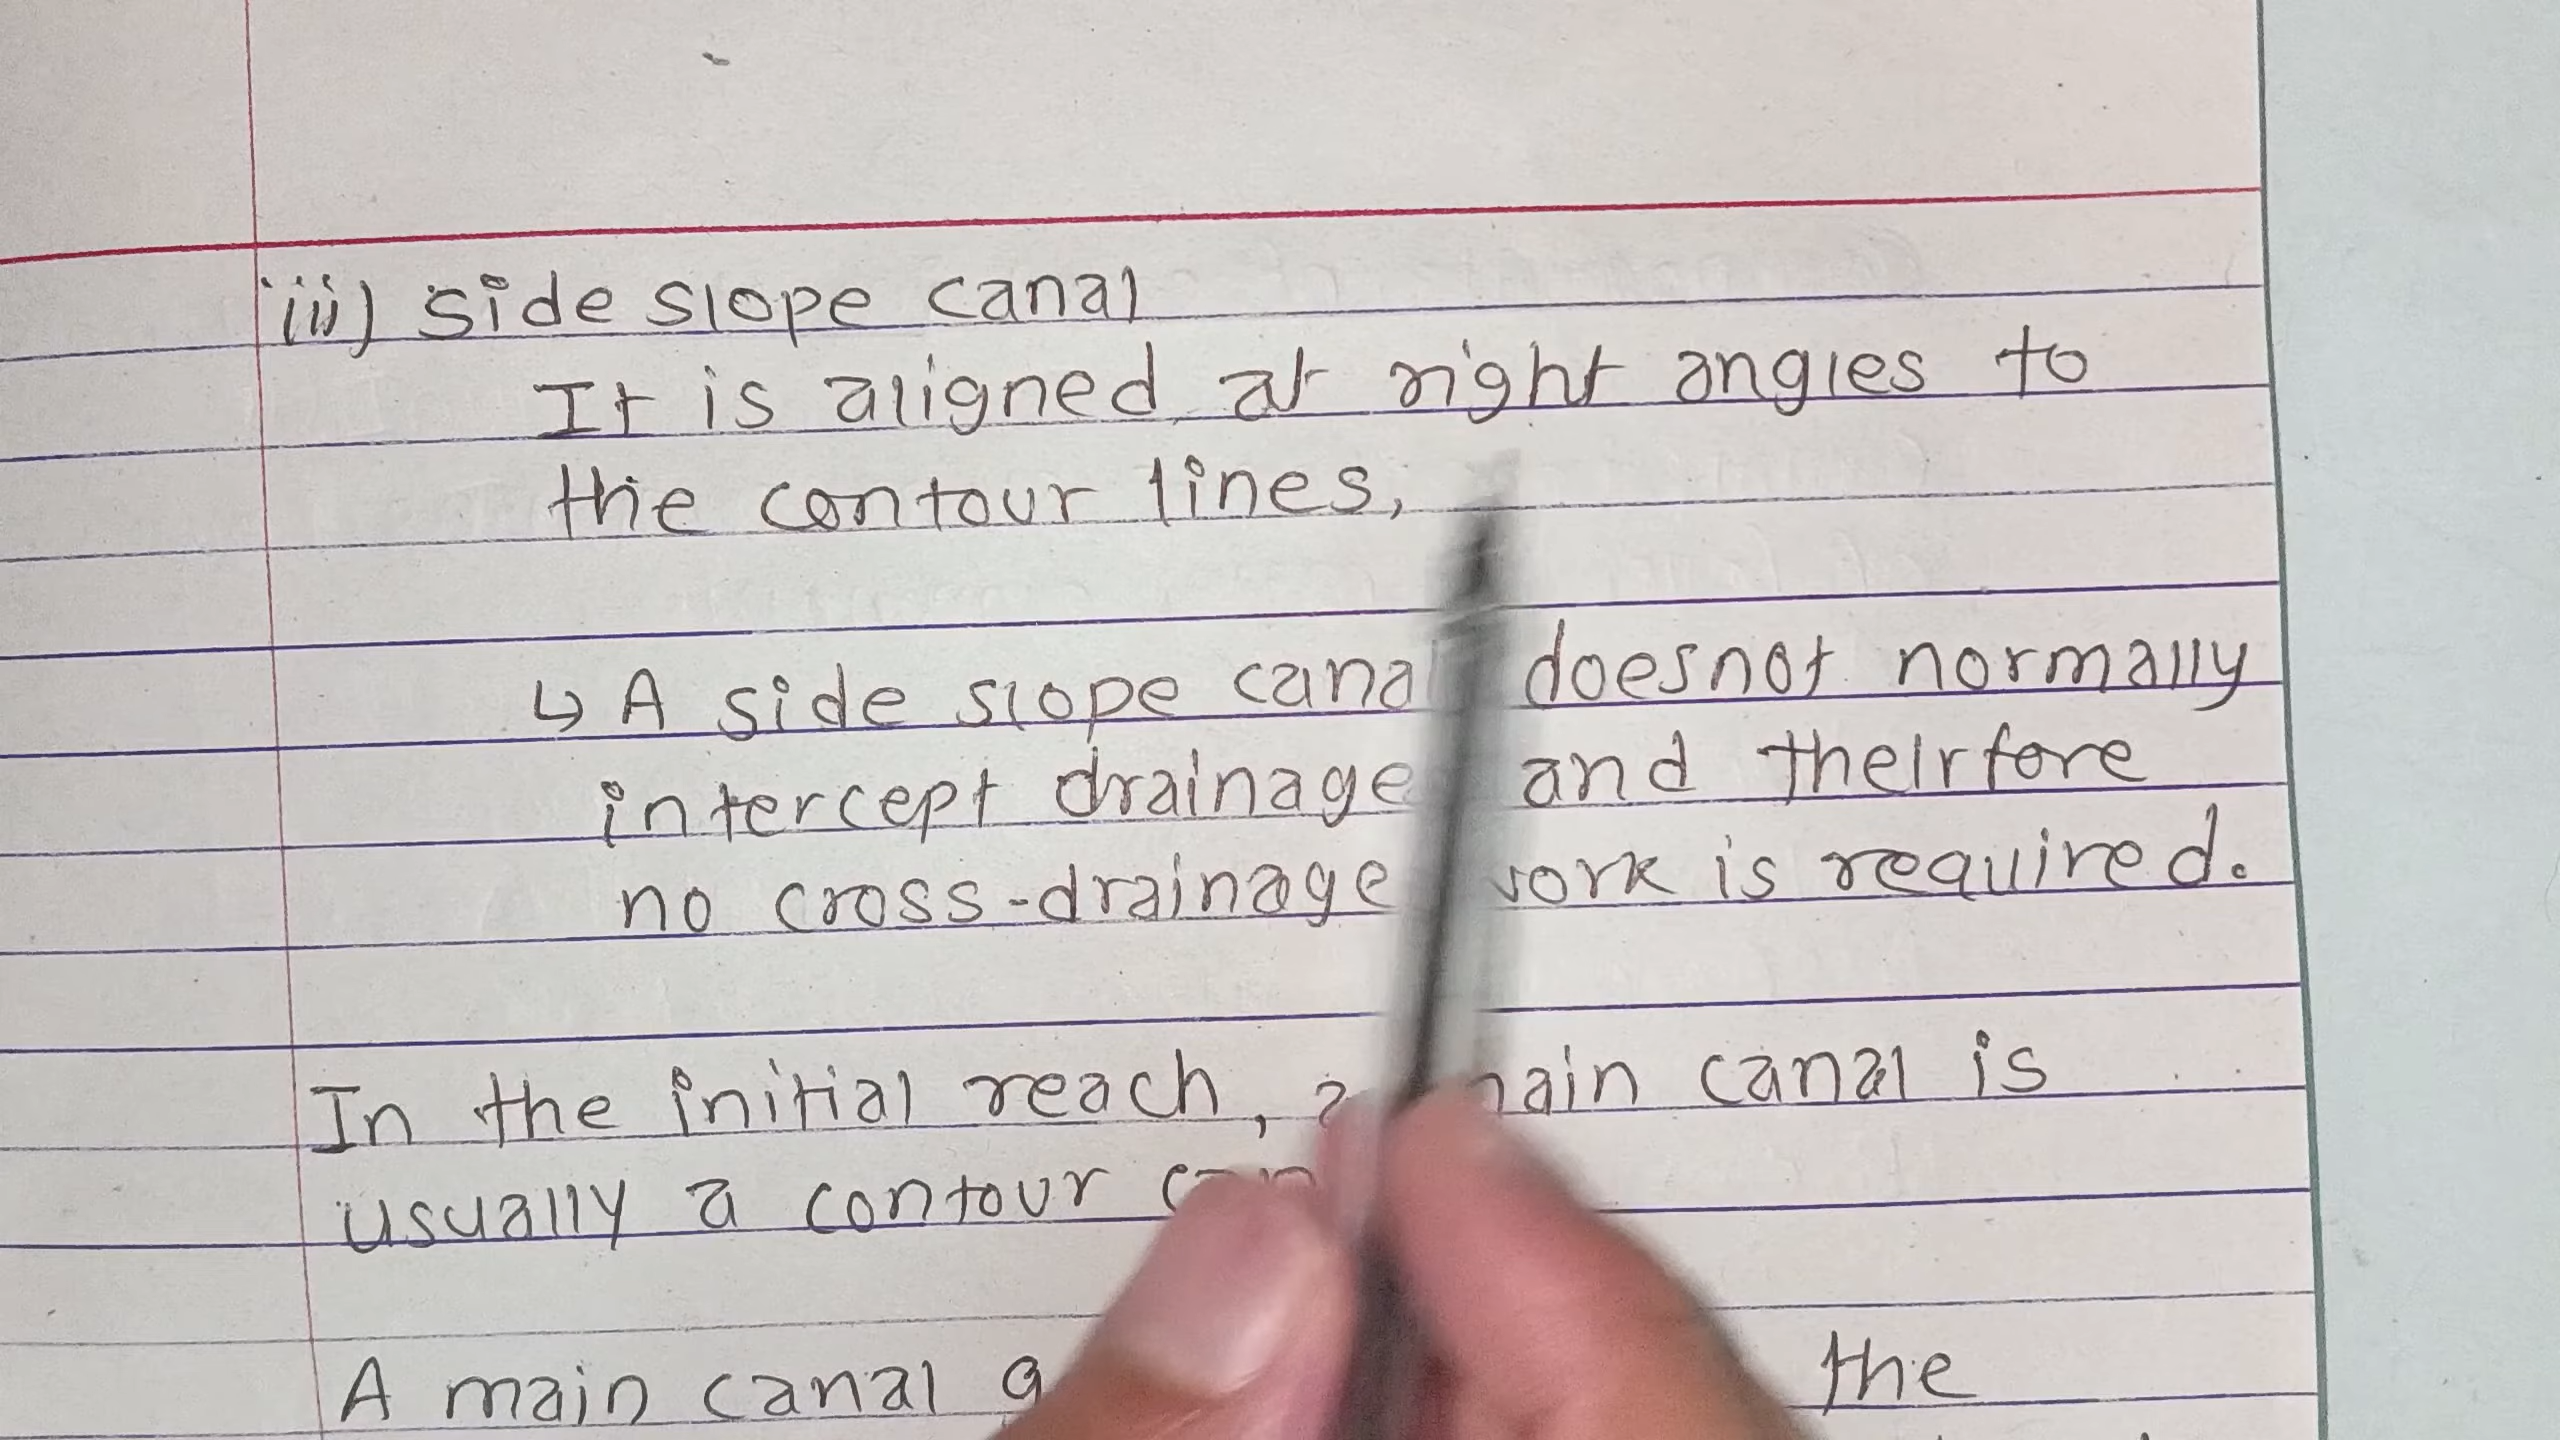 iii) side slope canal
It is aligned at right angles to
the contour lines,
↳ A side slope canal doesnot normally
intercept drainage and theirfore
no cross-drainage work is required.
In the initial reach, a main canal is
usually a contour
A main canal the